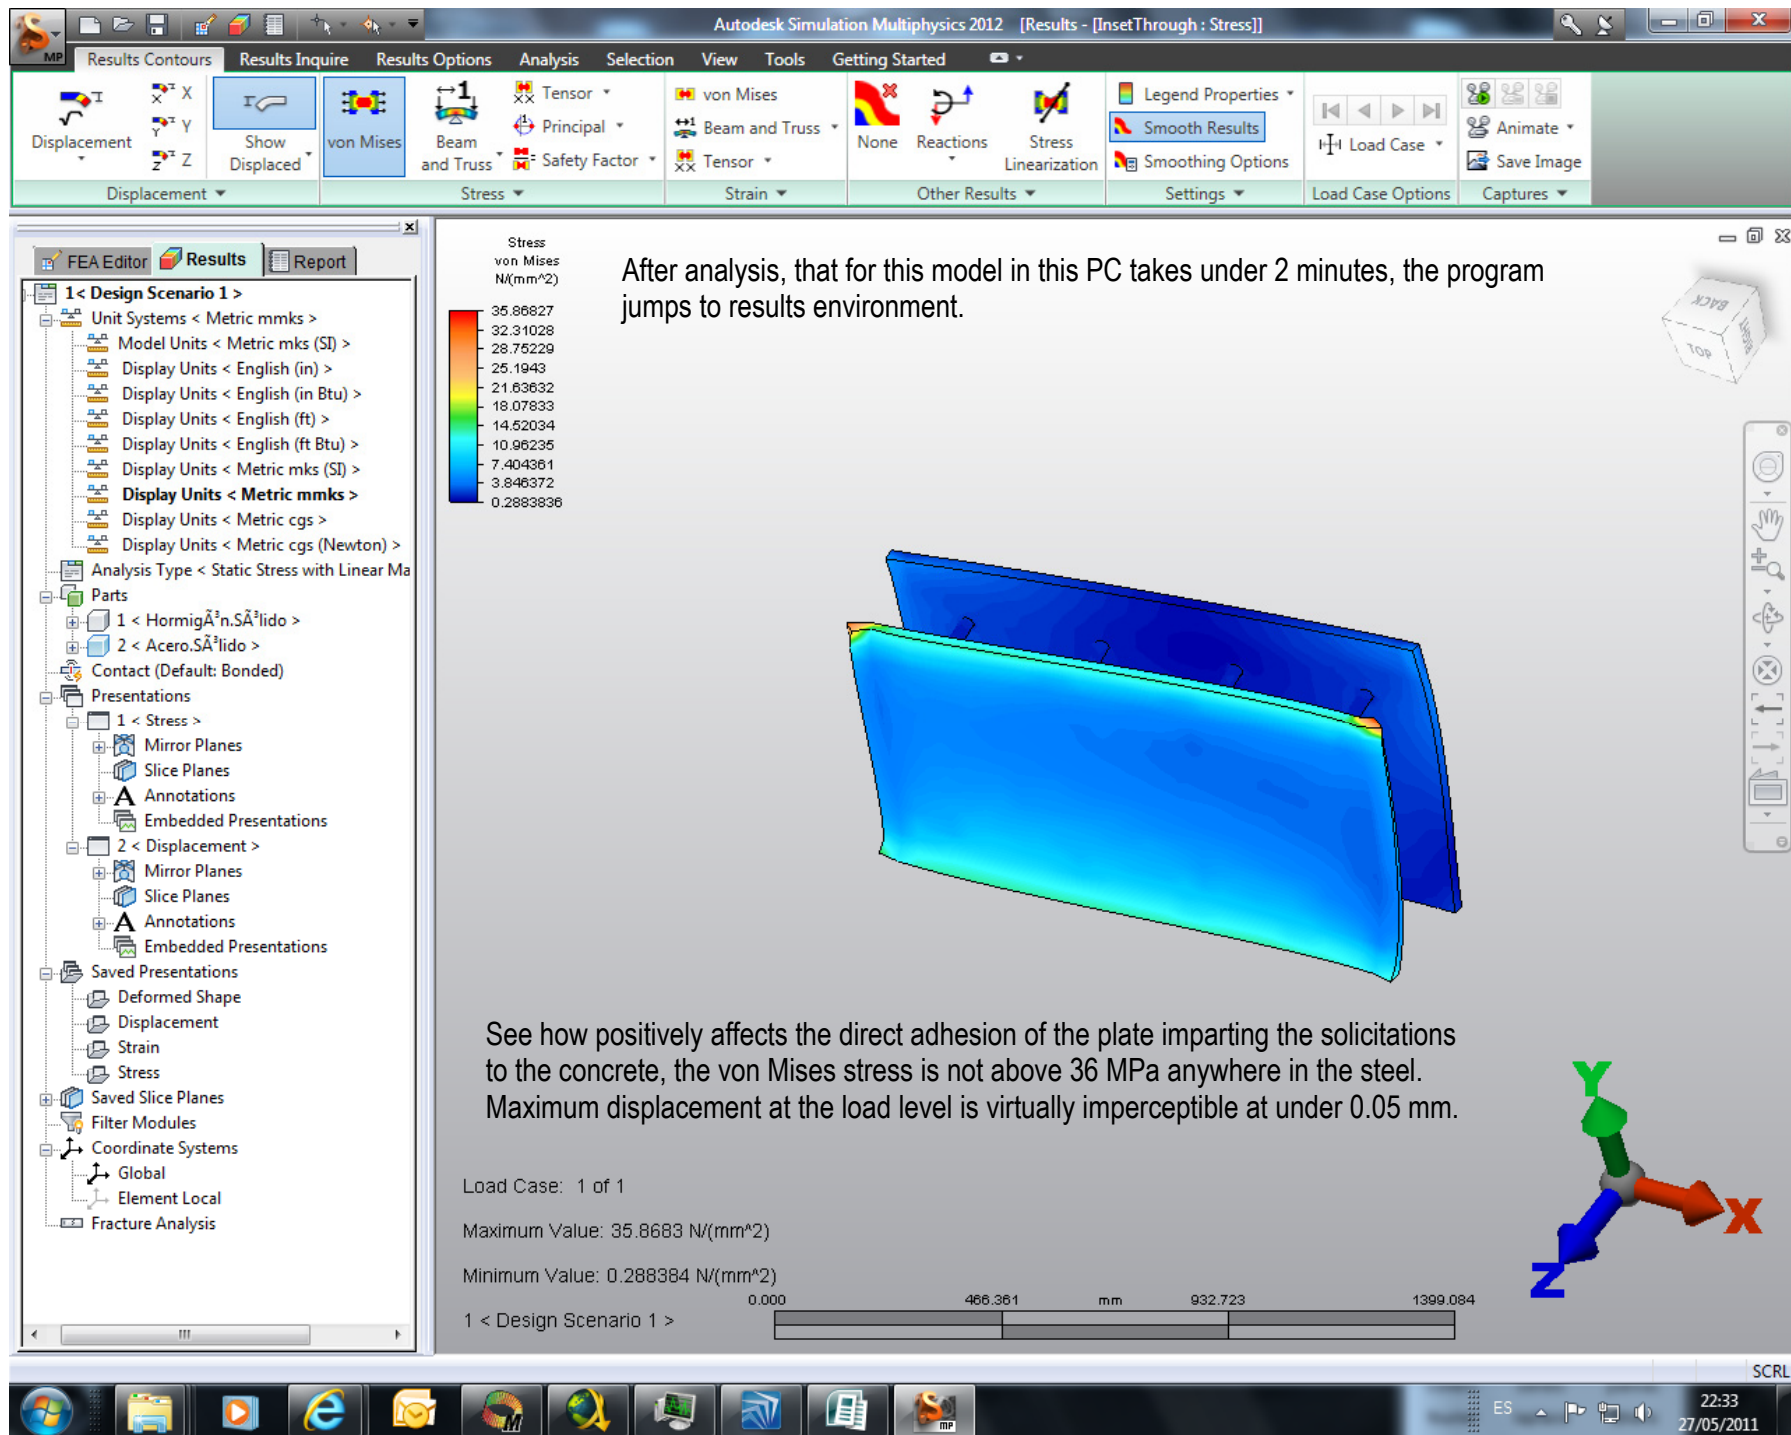 Autodesk Simulation Multiphysics 2012 [Results - [InsetThrough : Stress]]
MP
Results Contours Results Inquire Results Options Analysis Selection View Tools Getting Started
Displacement
X
Y
Z
Show
Displaced
von Mises
Beam
and Truss
Tensor
Principal
Safety Factor
von Mises
Beam and Truss
Tensor
None
Reactions
Stress
Linearization
Legend Properties
Smooth Results
Smoothing Options
Load Case
Animate
Save Image
Displacement Stress Strain Other Results Settings Load Case Options Captures
FEA Editor Results Report
1< Design Scenario 1 >
Unit Systems < Metric mmks >
Model Units < Metric mks (SI) >
Display Units < English (in) >
Display Units < English (in Btu) >
Display Units < English (ft) >
Display Units < English (ft Btu) >
Display Units < Metric mks (SI) >
Display Units < Metric mmks >
Display Units < Metric cgs >
Display Units < Metric cgs (Newton) >
Analysis Type < Static Stress with Linear Ma
Parts
1 < HormigÃ³n.SÃ³lido >
2 < Acero.SÃ³lido >
Contact (Default: Bonded)
Presentations
1 < Stress >
Mirror Planes
Slice Planes
Annotations
Embedded Presentations
2 < Displacement >
Mirror Planes
Slice Planes
Annotations
Embedded Presentations
Saved Presentations
Deformed Shape
Displacement
Strain
Stress
Saved Slice Planes
Filter Modules
Coordinate Systems
Global
Element Local
Fracture Analysis
Stress
von Mises
N/(mm^2)
35.86827
32.31028
28.75229
25.1943
21.63632
18.07833
14.52034
10.96235
7.404361
3.846372
0.2883836
After analysis, that for this model in this PC takes under 2 minutes, the program
jumps to results environment.
BACK
TOP
See how positively affects the direct adhesion of the plate imparting the solicitations
to the concrete, the von Mises stress is not above 36 MPa anywhere in the steel.
Maximum displacement at the load level is virtually imperceptible at under 0.05 mm.
Load Case: 1 of 1
Maximum Value: 35.8683 N/(mm^2)
Minimum Value: 0.288384 N/(mm^2)
0.000 466.361 mm 932.723 1399.084
1 < Design Scenario 1 >
Y
X
Z
SCRL
MP
ES
22:33
27/05/2011